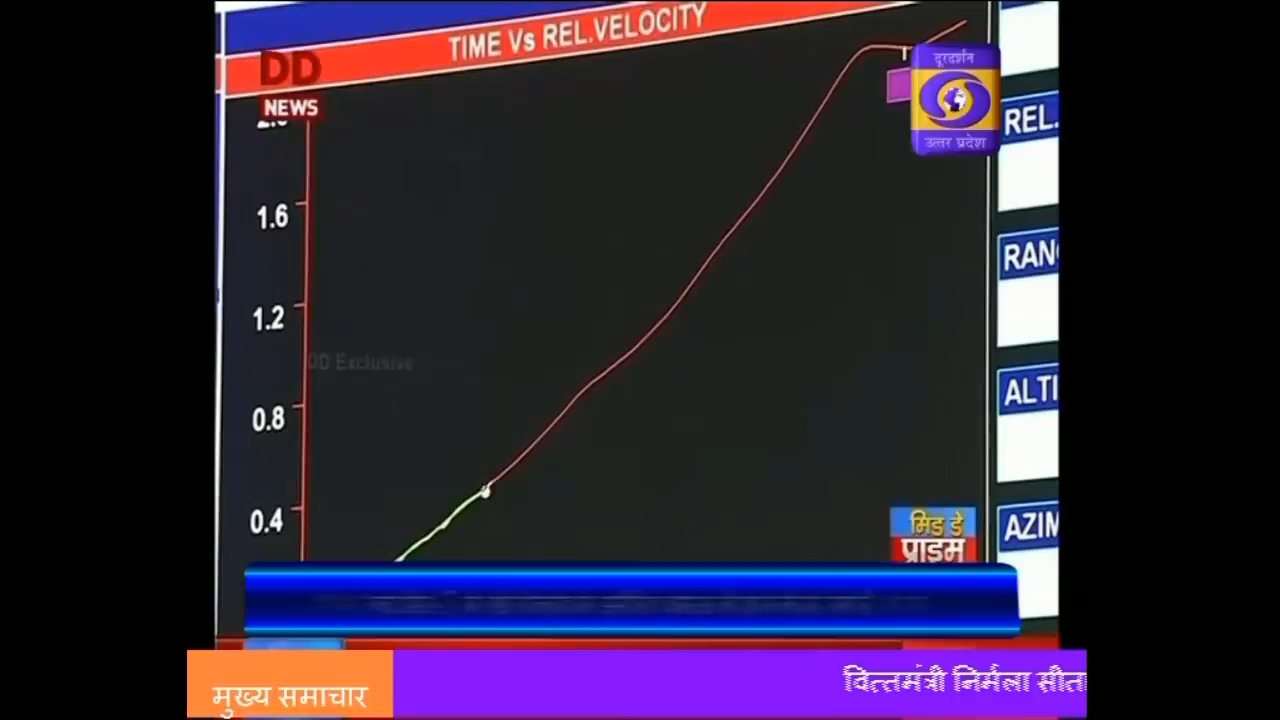 TIME Vs REL.VELOCITY
DD
NEWS
दूरदर्शन
उत्तर प्रदेश
REL.
1.6
RAN
1.2
DD Exclusive
ALTI
0.8
0.4
AZIM
मिड डे
प्राइम
मुख्य समाचार
वित्तमंत्री निर्मला सीता